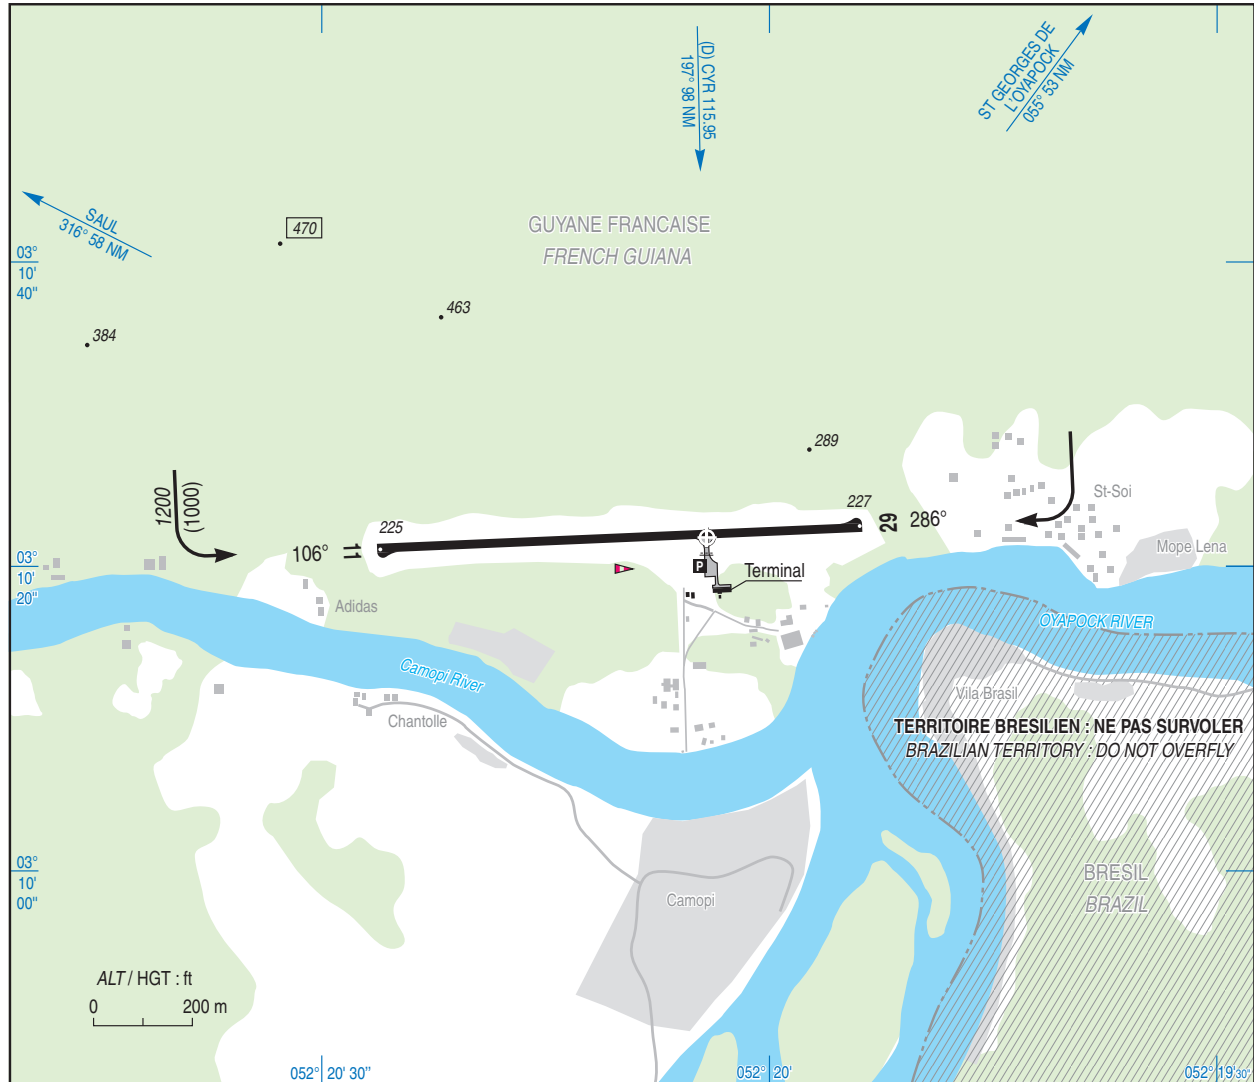 (D) CYR 115.95
197° 98 NM
ST GEORGES DE
L'OYAPOCK
055° 53 NM
SAUL
316° 58 NM
470
GUYANE FRANCAISE
FRENCH GUIANA
03°
10'
40"
463
384
289
1200
(1000)
225
227
106°
11
29
286°
St-Soi
Mope Lena
03°
10'
20"
P
Terminal
Adidas
OYAPOCK RIVER
Camopi River
Vila Brasil
Chantolle
TERRITOIRE BRESILIEN : NE PAS SURVOLER
BRAZILIAN TERRITORY : DO NOT OVERFLY
03°
10'
00"
BRESIL
BRAZIL
Camopi
ALT / HGT : ft
0 200 m
052° 20' 30"
052° 20'
052° 19' 30"